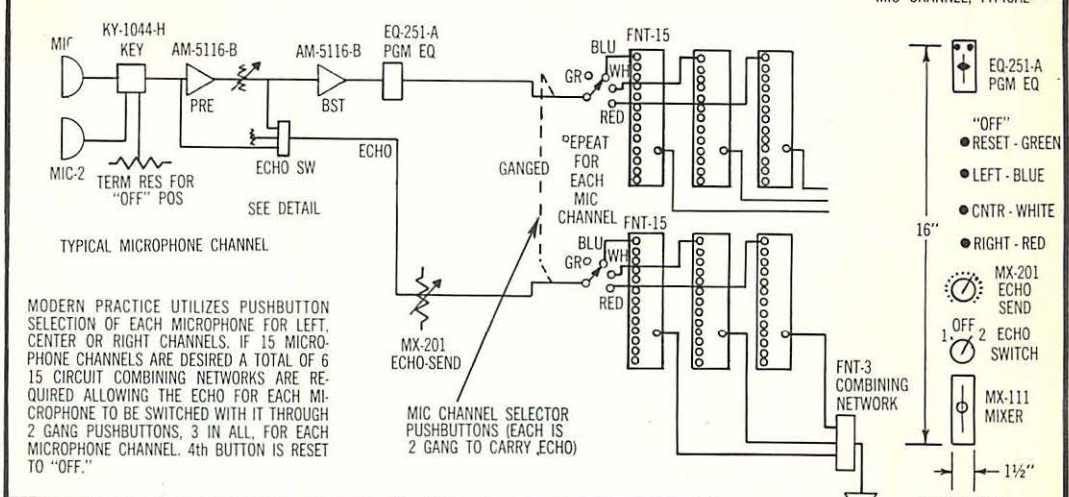 MIC CHANNEL, TYPICAL
KY-1044-H
KEY
AM-5116-B
AM-5116-B
EQ-251-A
PGM EQ
PRE
BST
MIC-2
TERM RES FOR
"OFF" POS
ECHO SW
SEE DETAIL
ECHO
TYPICAL MICROPHONE CHANNEL
GANGED
BLU
GR
WH
RED
FNT-15
REPEAT
FOR
EACH
MIC
CHANNEL
FNT-15
BLU
GR
WH
RED
MX-201
ECHO-SEND
MIC CHANNEL SELECTOR
PUSHBUTTONS (EACH IS
2 GANG TO CARRY ECHO)
FNT-3
COMBINING
NETWORK
MODERN PRACTICE UTILIZES PUSHBUTTON
SELECTION OF EACH MICROPHONE FOR LEFT,
CENTER OR RIGHT CHANNELS. IF 15 MICRO-
PHONE CHANNELS ARE DESIRED A TOTAL OF 6
15 CIRCUIT COMBINING NETWORKS ARE RE-
QUIRED ALLOWING THE ECHO FOR EACH MI-
CROPHONE TO BE SWITCHED WITH IT THROUGH
2 GANG PUSHBUTTONS, 3 IN ALL, FOR EACH
MICROPHONE CHANNEL. 4th BUTTON IS RESET
TO "OFF."
EQ-251-A
PGM EQ
"OFF"
RESET - GREEN
LEFT - BLUE
CNTR - WHITE
RIGHT - RED
16"
MX-201
ECHO
SEND
OFF
1. 2 ECHO
SWITCH
MX-111
MIXER
1½"